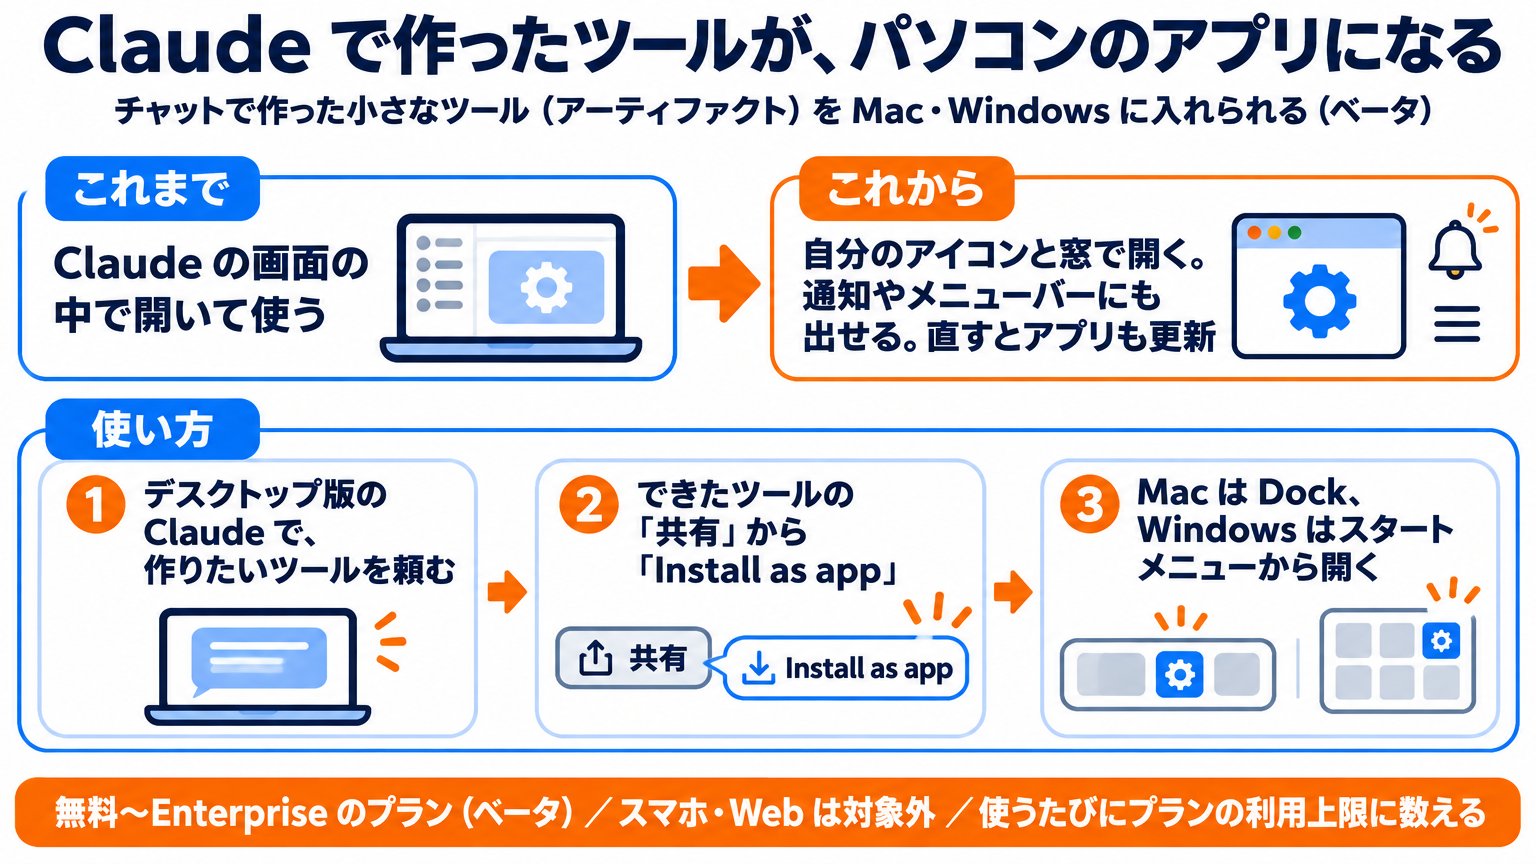 Claude で作ったツールが、パソコンのアプリになる
チャットで作った小さなツール（アーティファクト）を Mac・Windows に入れられる（ベータ）
これまで
Claude の画面の
中で開いて使う
これから
自分のアイコンと窓で開く。
通知やメニューバーにも
出せる。直すとアプリも更新
使い方
1
デスクトップ版の
Claude で、
作りたいツールを頼む
2
できたツールの
「共有」から
「Install as app」
共有
Install as app
3
Mac は Dock、
Windows はスタート
メニューから開く
無料～Enterprise のプラン（ベータ）／スマホ・Web は対象外／使うたびにプランの利用上限に数える